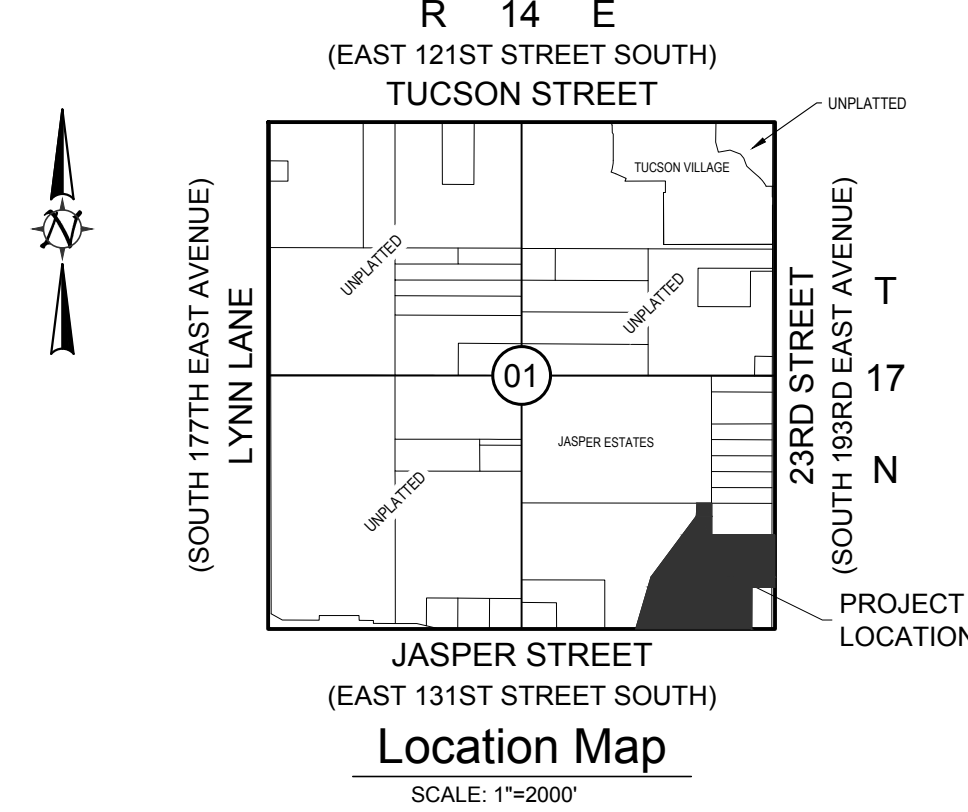 R 14 E
(EAST 121ST STREET SOUTH)
TUCSON STREET
UNPLATTED
TUCSON VILLAGE
N
(SOUTH 177TH EAST AVENUE)
LYNN LANE
UNPLATTED
UNPLATTED
23RD STREET
(SOUTH 193RD EAST AVENUE)
T
17
N
01
JASPER ESTATES
UNPLATTED
PROJECT
LOCATION
JASPER STREET
(EAST 131ST STREET SOUTH)
Location Map
SCALE: 1"=2000'